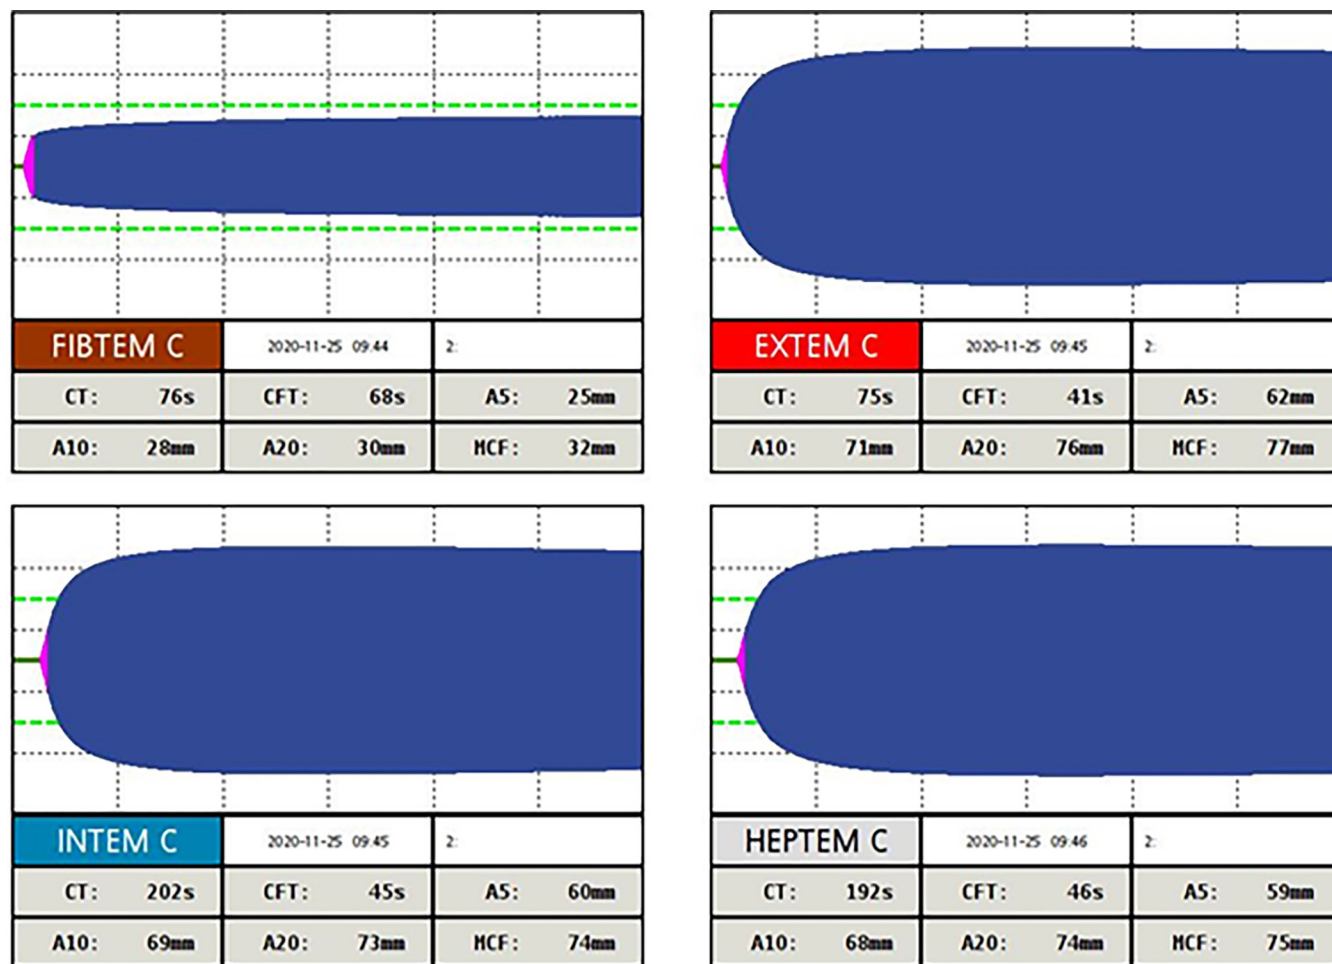 FIBTEM C 2020-11-25 09:44 2:
CT: 76s CFT: 68s A5: 25mm
A10: 28mm A20: 30mm MCF: 32mm
EXTEM C 2020-11-25 09:45 2:
CT: 75s CFT: 41s A5: 62mm
A10: 71mm A20: 76mm MCF: 77mm
INTEM C 2020-11-25 09:45 2:
CT: 202s CFT: 45s A5: 60mm
A10: 69mm A20: 73mm MCF: 74mm
HEPTEM C 2020-11-25 09:46 2:
CT: 192s CFT: 46s A5: 59mm
A10: 68mm A20: 74mm MCF: 75mm